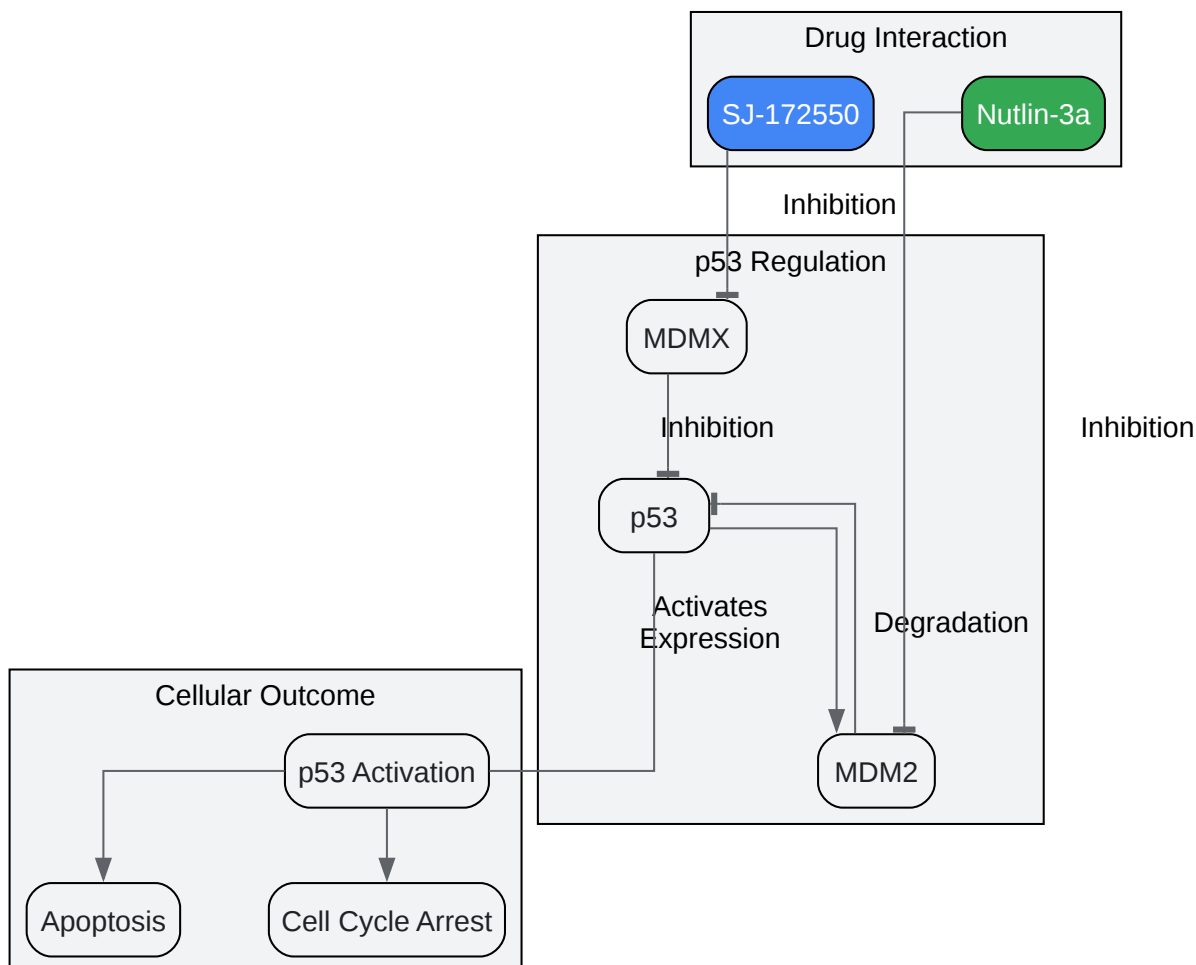 Drug Interaction
SJ-172550
Nutlin-3a
Inhibition
p53 Regulation
MDMX
Inhibition
Inhibition
p53
Activates
Expression
Degradation
Cellular Outcome
p53 Activation
MDM2
Apoptosis
Cell Cycle Arrest